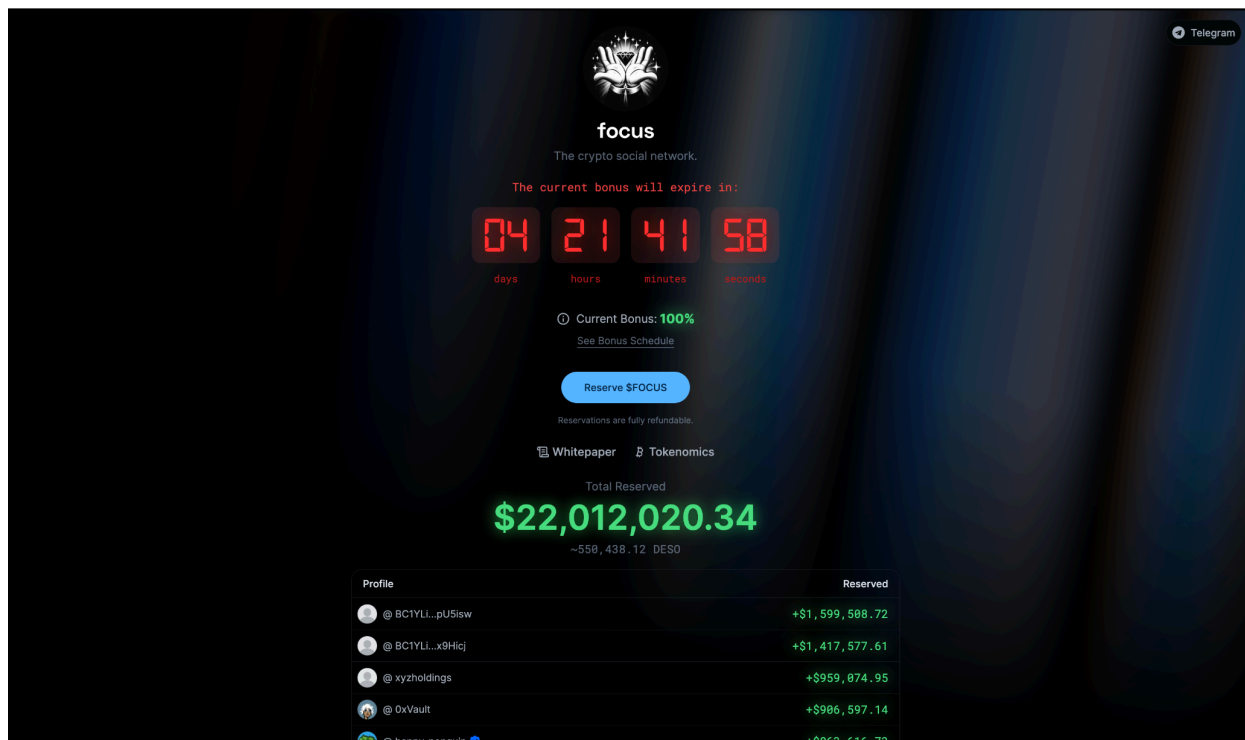 Telegram
focus
The crypto social network.
The current bonus will expire in:
04 21 41 58
days hours minutes seconds
Current Bonus: 100%
See Bonus Schedule
Reserve $FOCUS
Reservations are fully refundable.
Whitepaper Tokenomics
Total Reserved
$22,012,020.34
~550,438.12 DESO
Profile Reserved
@ BC1YLi...pU5isw +$1,599,508.72
@ BC1YLi...x9Hicj +$1,417,577.61
@ xyzholdings +$959,074.95
@ 0xVault +$906,597.14